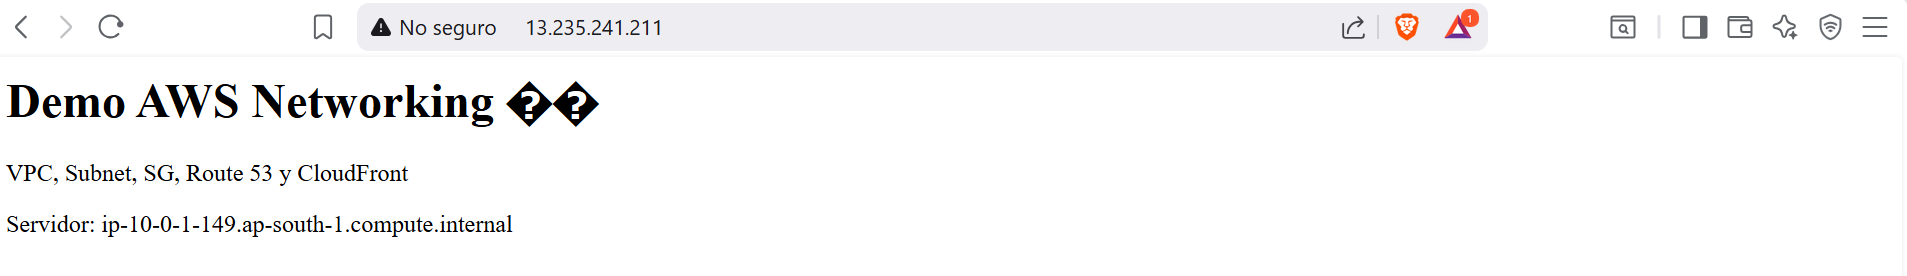 No seguro 13.235.241.211
1
Demo AWS Networking ��
VPC, Subnet, SG, Route 53 y CloudFront
Servidor: ip-10-0-1-149.ap-south-1.compute.internal